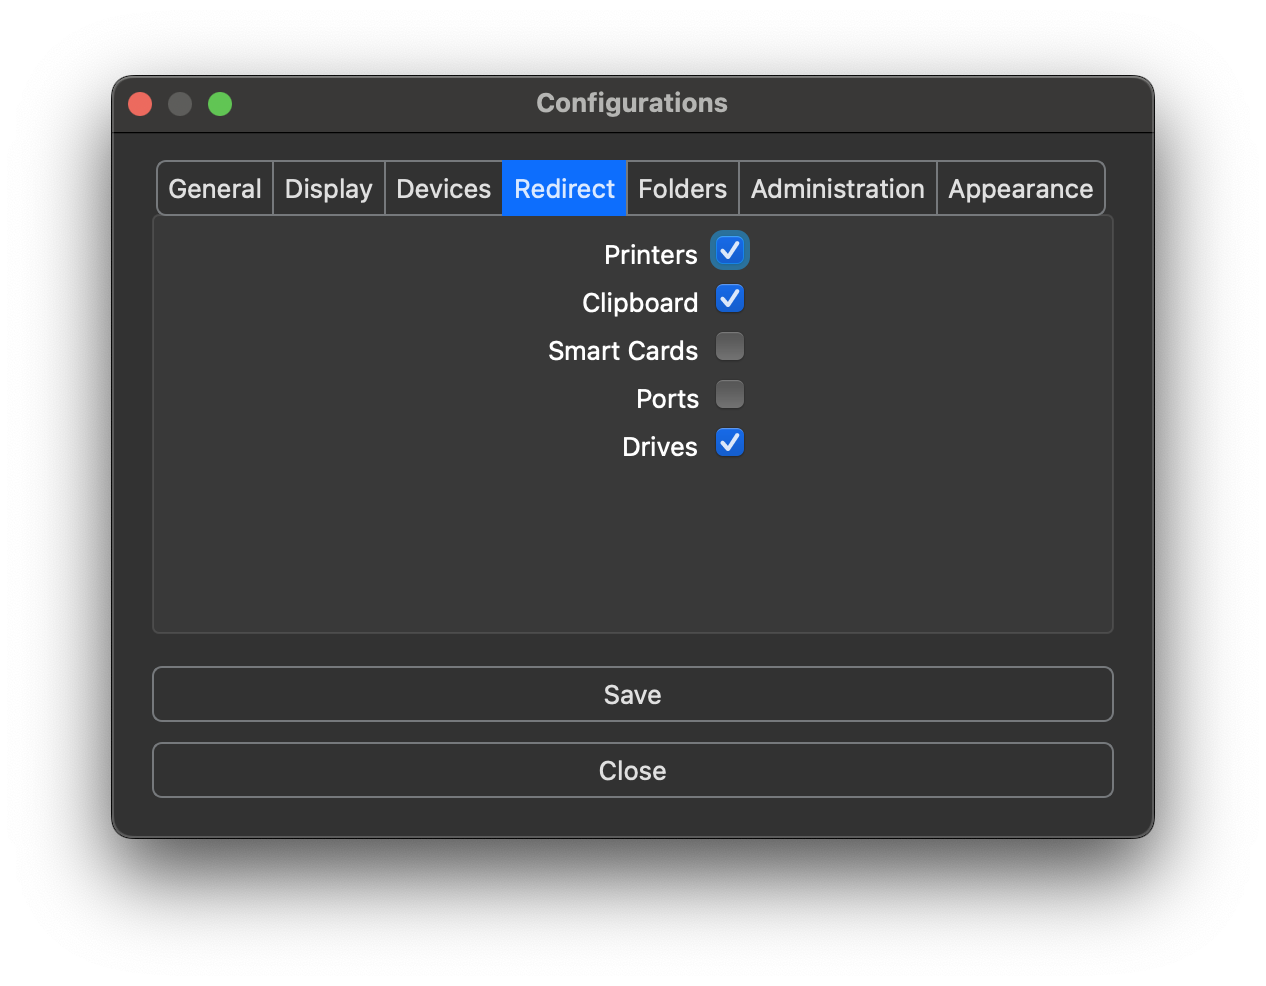 Configurations
General Display Devices Redirect Folders Administration Appearance
Printers
Clipboard
Smart Cards
Ports
Drives
Save
Close